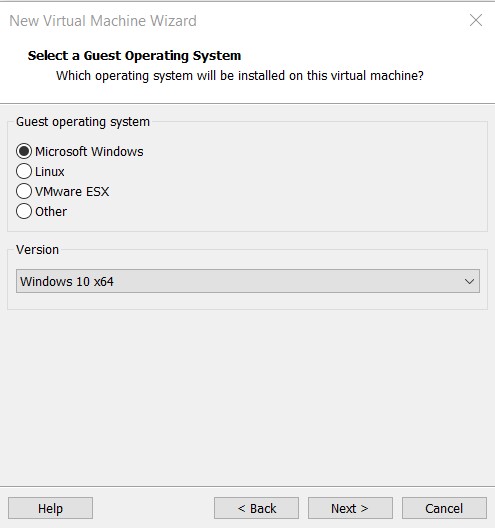 New Virtual Machine Wizard
Select a Guest Operating System
Which operating system will be installed on this virtual machine?
Guest operating system
Microsoft Windows
Linux
VMware ESX
Other
Version
Windows 10 x64
Help
< Back
Next >
Cancel